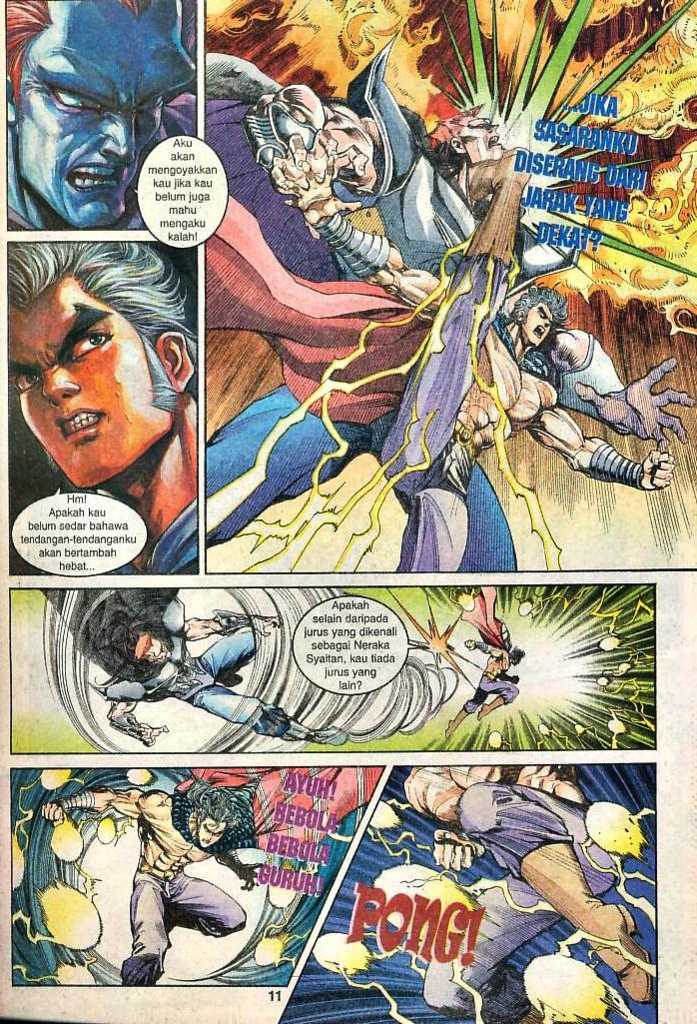 Aku
akan
mengoyakkan
kau jika kau
belum juga
mahu
mengaku
kalah!
Hm!
Apakah kau
belum sedar bahawa
tendangan-tendanganku
akan bertambah
hebat...
...JIKA
SASARANKU
DISERANG DARI
JARAK YANG
DEKAT?
Apakah
selain daripada
jurus yang dikenali
sebagai Neraka
Syaitan, kau tiada
jurus yang
lain?
AYUH!
BEBOLA
BEBOLA
GURUH!
PONG!
11